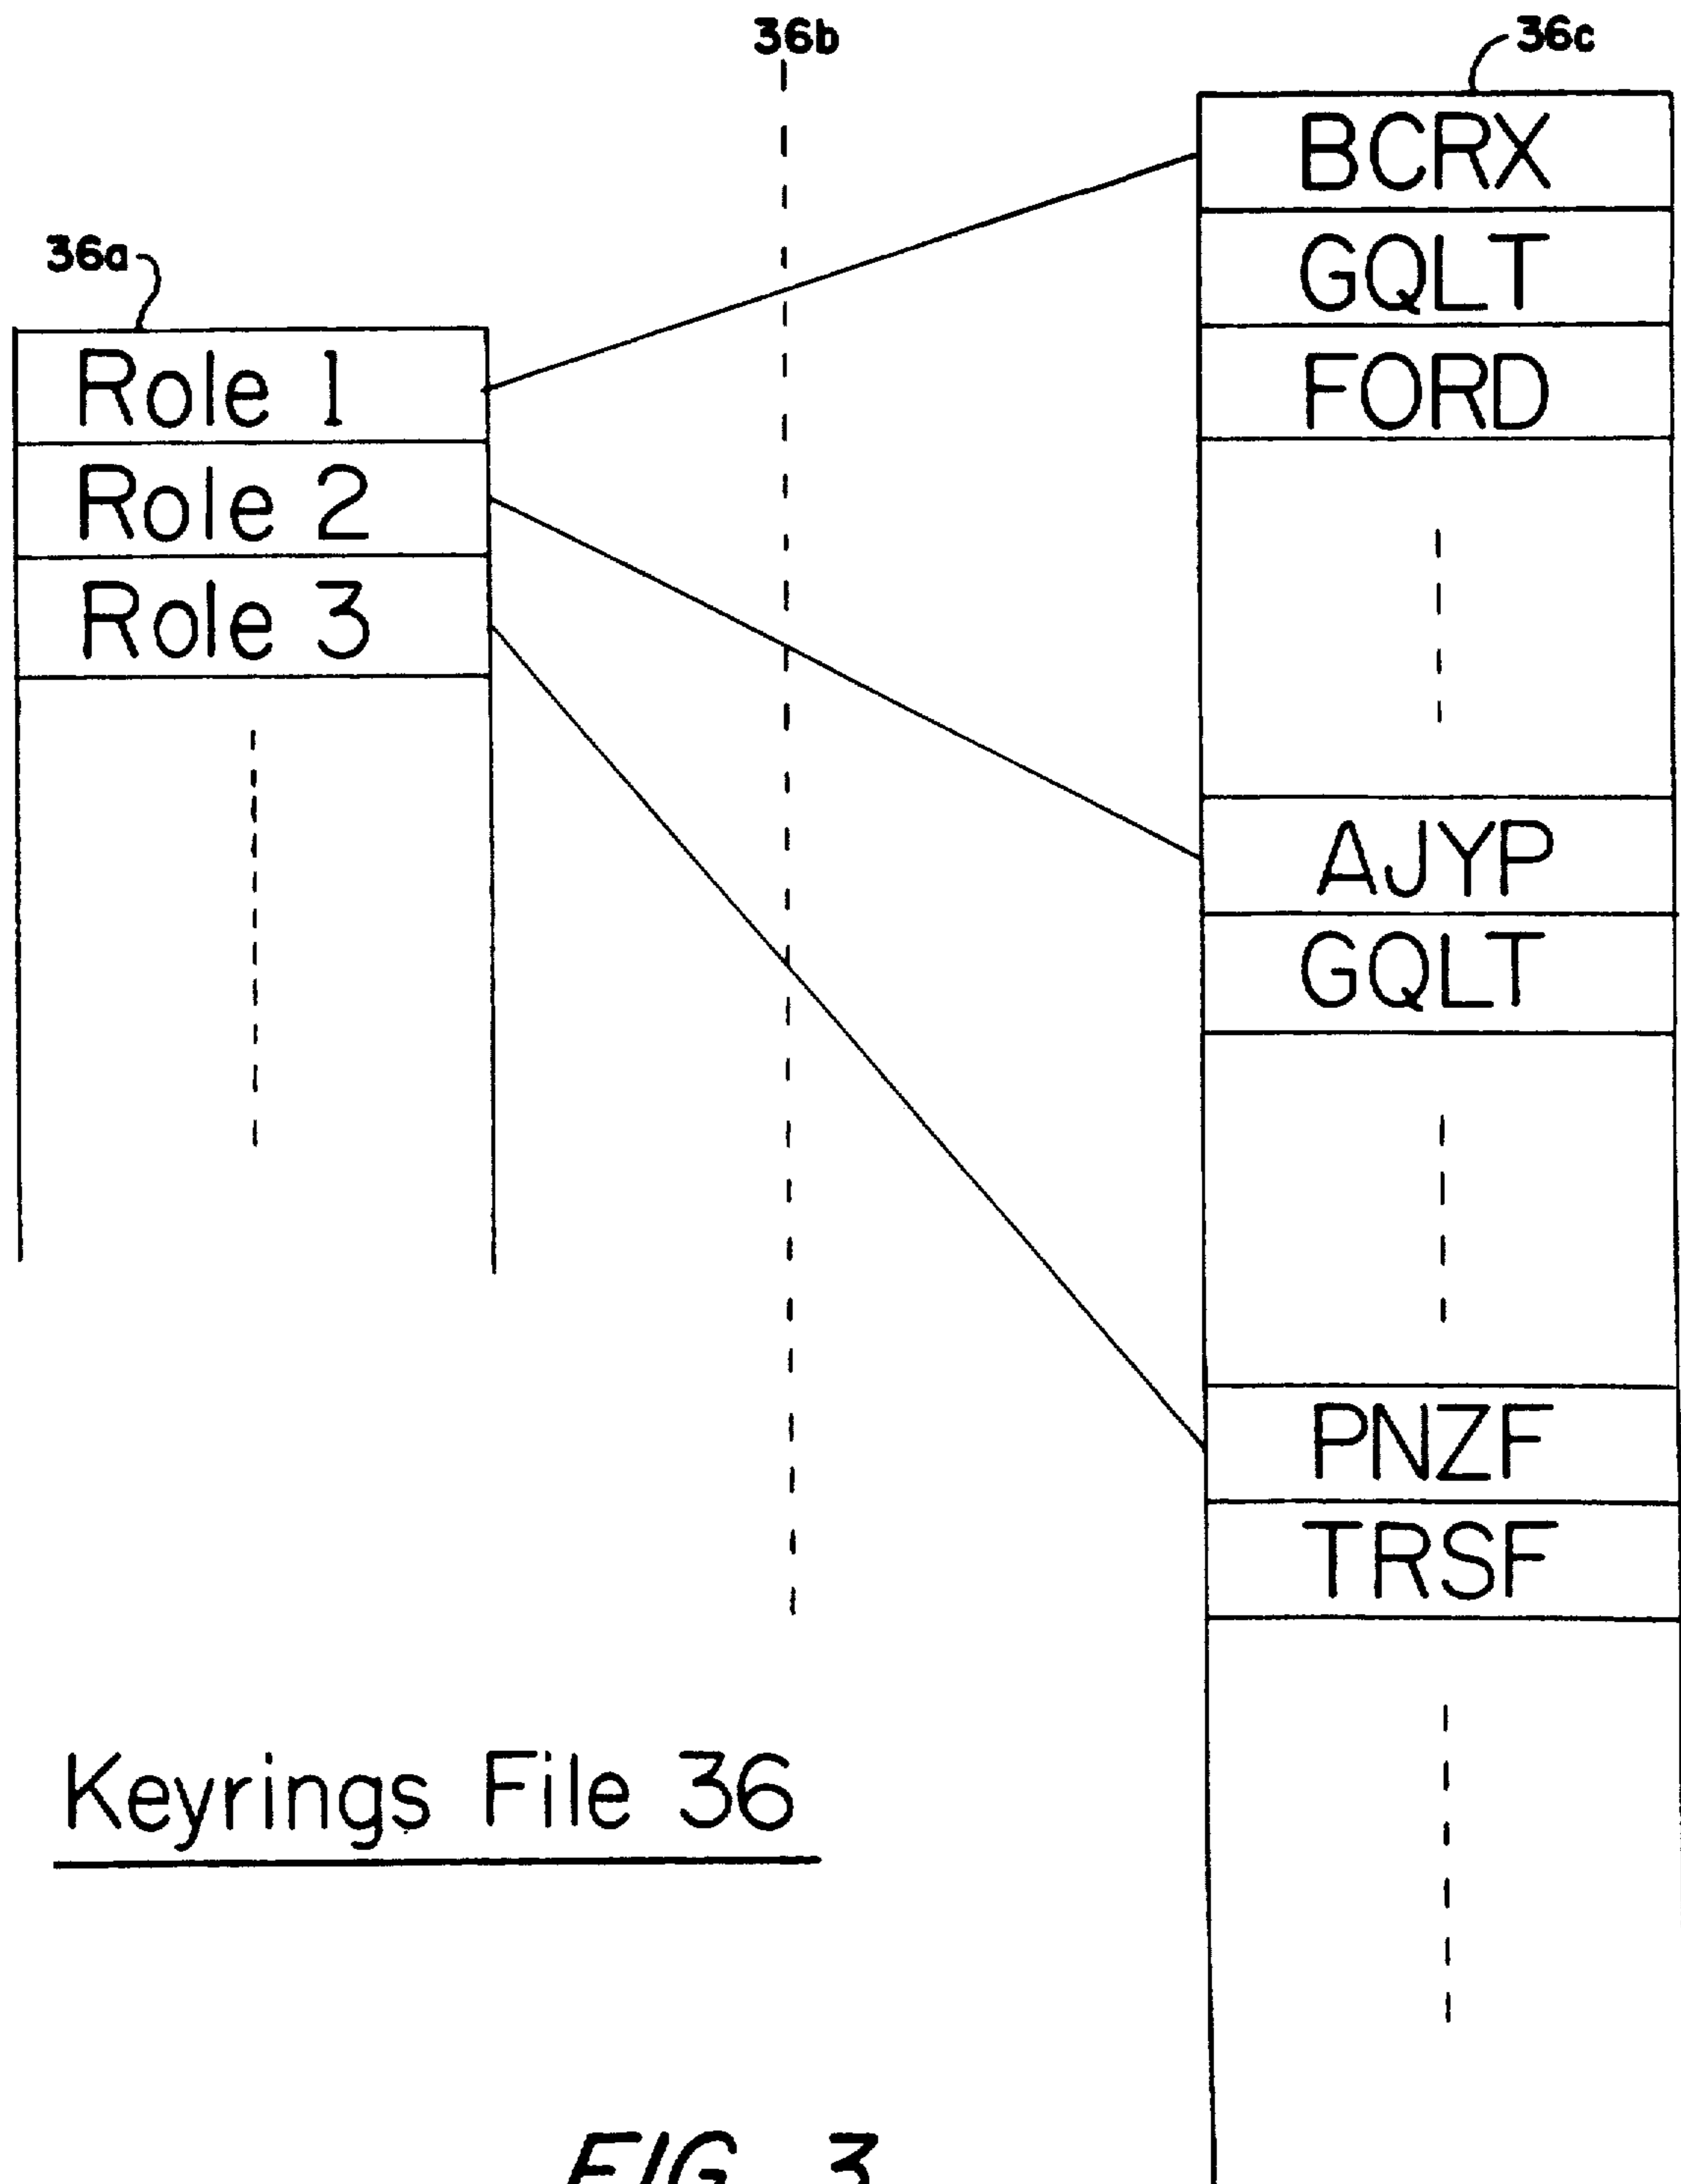 36b
36c
36a
BCRX
GQLT
FORD
Role 1
Role 2
Role 3
AJYP
GQLT
PNZF
TRSF
Keyrings File 36
FIG. 3